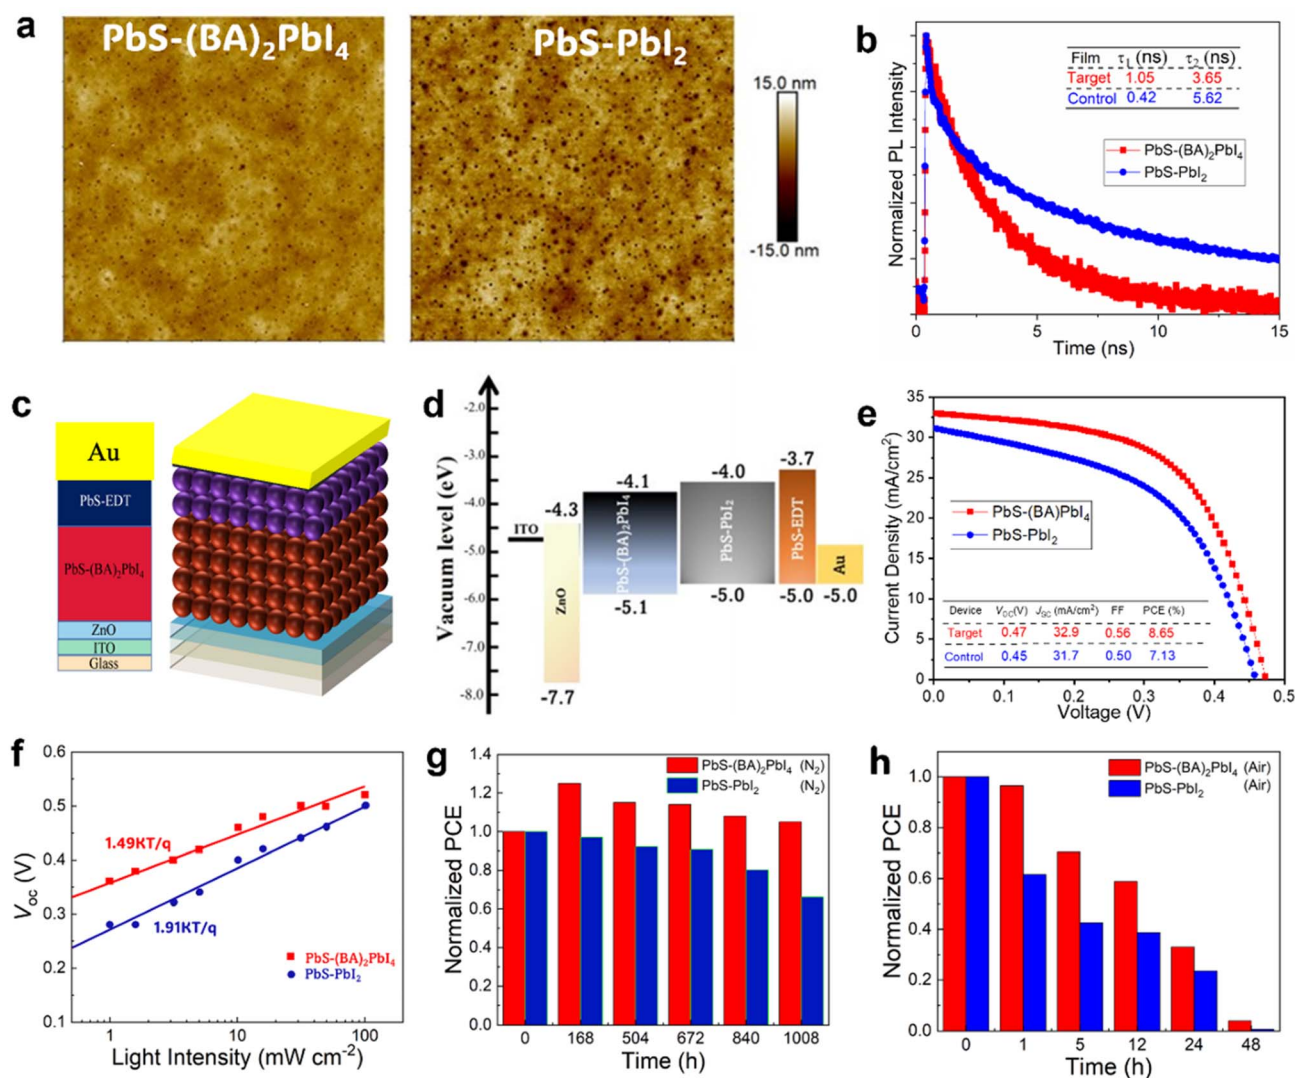 a
PbS-(BA)₂PbI₄
PbS-PbI₂
15.0 nm
-15.0 nm
b
Normalized PL Intensity
Film τ₁ (ns) τ₂ (ns)
Target 1.05 3.65
Control 0.42 5.62
PbS-(BA)₂PbI₄
PbS-PbI₂
0 5 10 15
Time (ns)
c
Au
PbS-EDT
PbS-(BA)₂PbI₄
ZnO
ITO
Glass
d
Vacuum level (eV)
-2.0
-3.0
-4.0
-5.0
-6.0
-7.0
-8.0
ITO
-4.3
ZnO
-7.7
-4.1
PbS-(BA)₂PbI₄
-5.1
-4.0
PbS-PbI₂
-5.0
-3.7
PbS-EDT
-5.0
Au
-5.0
e
Current Density (mA/cm²)
35
30
25
20
15
10
5
0
PbS-(BA)PbI₄
PbS-PbI₂
Device V_OC(V) J_SC (mA/cm²) FF PCE (%)
Target 0.47 32.9 0.56 8.65
Control 0.45 31.7 0.50 7.13
0.0 0.1 0.2 0.3 0.4 0.5
Voltage (V)
f
V_oc (V)
0.6
0.5
0.4
0.3
0.2
0.1
1.49KT/q
1.91KT/q
PbS-(BA)₂PbI₄
PbS-PbI₂
1 10 100
Light Intensity (mW cm⁻²)
g
Normalized PCE
1.4
1.2
1.0
0.8
0.6
0.4
0.2
0.0
PbS-(BA)₂PbI₄ (N₂)
PbS-PbI₂ (N₂)
0 168 504 672 840 1008
Time (h)
h
Normalized PCE
1.0
0.8
0.6
0.4
0.2
0.0
PbS-(BA)₂PbI₄ (Air)
PbS-PbI₂ (Air)
0 1 5 12 24 48
Time (h)